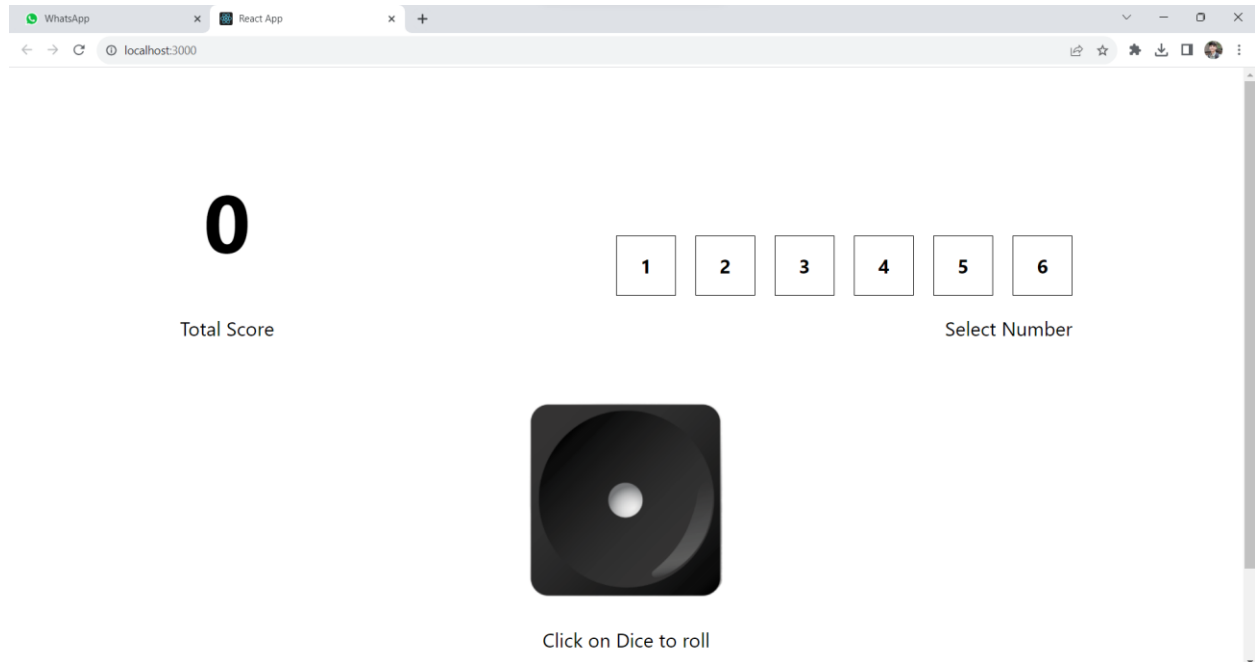 WhatsApp
React App
localhost:3000
0
Total Score
1 2 3 4 5 6
Select Number
Click on Dice to roll